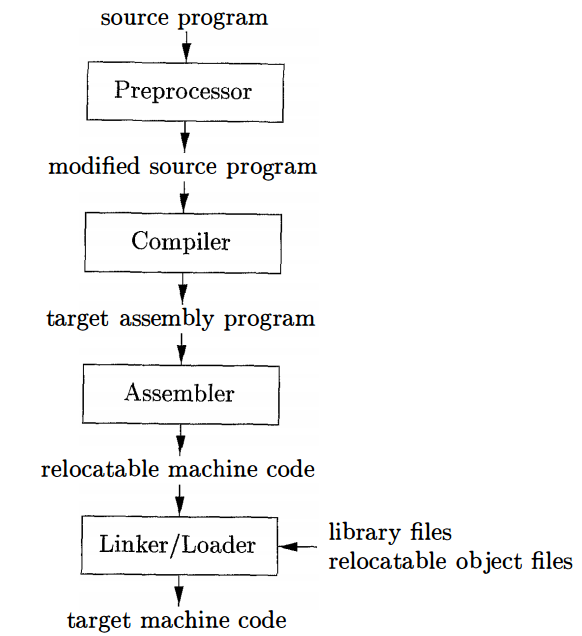 source program
Preprocessor
modified source program
Compiler
target assembly program
Assembler
relocatable machine code
Linker/Loader
library files
relocatable object files
target machine code